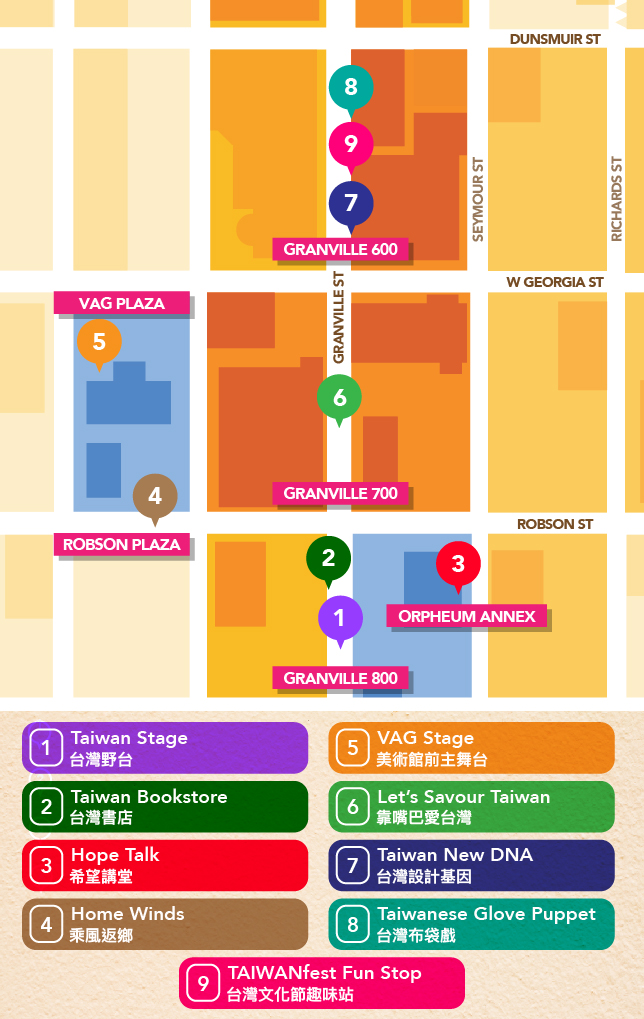 DUNSMUIR ST
8
9
7
SEYMOUR ST
RICHARDS ST
GRANVILLE 600
W GEORGIA ST
GRANVILLE ST
VAG PLAZA
5
6
4
GRANVILLE 700
ROBSON ST
ROBSON PLAZA
2
3
1
ORPHEUM ANNEX
GRANVILLE 800
1 Taiwan Stage
台灣野台
2 Taiwan Bookstore
台灣書店
3 Hope Talk
希望講堂
4 Home Winds
乘風返鄉
5 VAG Stage
美術館前主舞台
6 Let's Savour Taiwan
靠嘴巴愛台灣
7 Taiwan New DNA
台灣設計基因
8 Taiwanese Glove Puppet
台灣布袋戲
9 TAIWANfest Fun Stop
台灣文化節趣味站